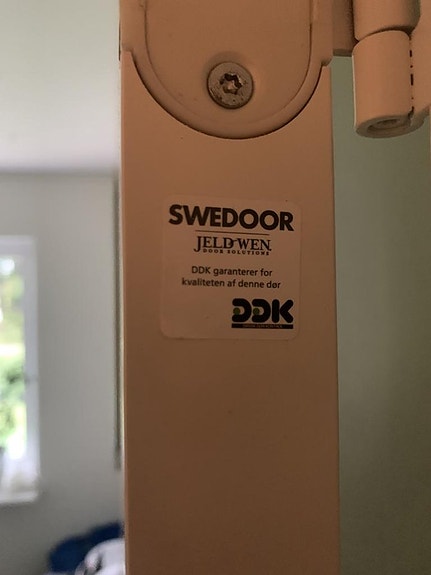 SWEDOOR
JELD-WEN
DOOR SOLUTIONS
DDK garanterer for
kvaliteten af denne dør
DDK